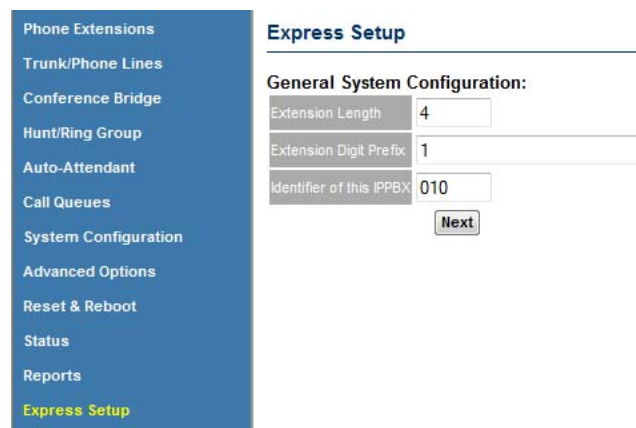 Phone Extensions
Trunk/Phone Lines
Conference Bridge
Hunt/Ring Group
Auto-Attendant
Call Queues
System Configuration
Advanced Options
Reset & Reboot
Status
Reports
Express Setup
Express Setup
General System Configuration:
Extension Length 4
Extension Digit Prefix 1
Identifier of this IPPBX 010
Next